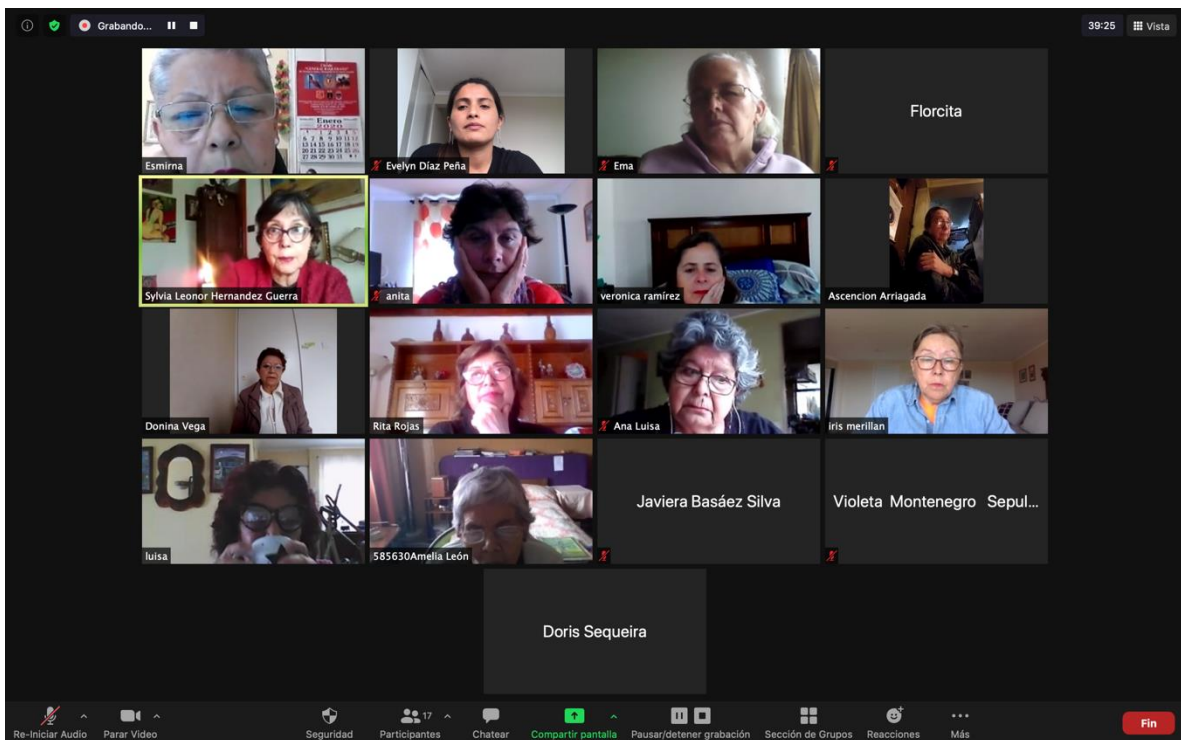 Grabando...
39:25
Vista
Enero
2020
Esmirna
Evelyn Díaz Peña
Ema
Florcita
Sylvia Leonor Hernandez Guerra
anita
veronica ramírez
Ascencion Arriagada
Donina Vega
Rita Rojas
Ana Luisa
iris merillan
luisa
585630Amelia León
Javiera Basáez Silva
Violeta Montenegro Sepul...
Doris Sequeira
Re-Iniciar Audio
Parar Video
Seguridad
17
Participantes
Chatear
Compartir pantalla
Pausar/detener grabación
Sección de Grupos
Reacciones
Más
Fin